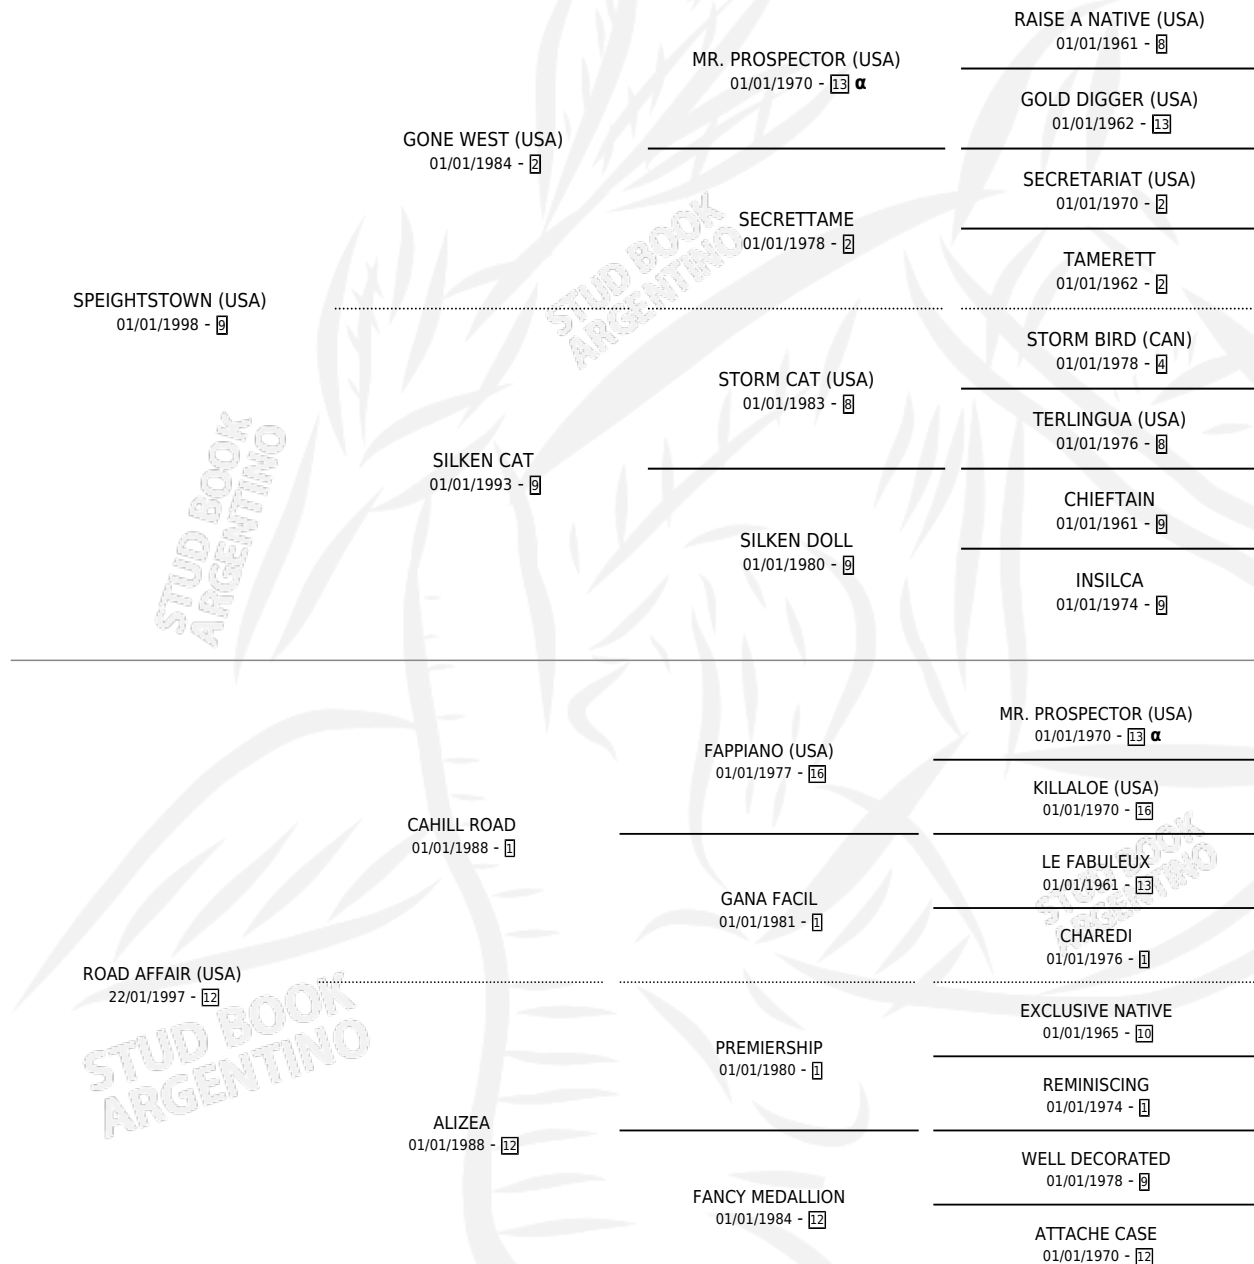 RAISE A NATIVE (USA)
01/01/1961 - 8
MR. PROSPECTOR (USA)
01/01/1970 - 13 α
GOLD DIGGER (USA)
01/01/1962 - 13
GONE WEST (USA)
01/01/1984 - 2
SECRETARIAT (USA)
01/01/1970 - 2
SECRETTAME
01/01/1978 - 2
TAMERETT
01/01/1962 - 2
SPEIGHTSTOWN (USA)
01/01/1998 - 9
STORM BIRD (CAN)
01/01/1978 - 4
STORM CAT (USA)
01/01/1983 - 8
TERLINGUA (USA)
01/01/1976 - 8
SILKEN CAT
01/01/1993 - 9
CHIEFTAIN
01/01/1961 - 9
SILKEN DOLL
01/01/1980 - 9
INSILCA
01/01/1974 - 9
MR. PROSPECTOR (USA)
01/01/1970 - 13 α
FAPPIANO (USA)
01/01/1977 - 16
KILLALOE (USA)
01/01/1970 - 16
CAHILL ROAD
01/01/1988 - 1
LE FABULEUX
01/01/1961 - 13
GANA FACIL
01/01/1981 - 1
CHAREDI
01/01/1976 - 1
ROAD AFFAIR (USA)
22/01/1997 - 12
EXCLUSIVE NATIVE
01/01/1965 - 10
PREMIERSHIP
01/01/1980 - 1
REMINISCING
01/01/1974 - 1
ALIZEA
01/01/1988 - 12
WELL DECORATED
01/01/1978 - 9
FANCY MEDALLION
01/01/1984 - 12
ATTACHE CASE
01/01/1970 - 12
STUD BOOK
ARGENTINO
STUD BOOK
ARGENTINO
STUD BOOK
ARGENTINO
STUD BOOK
ARGENTINO